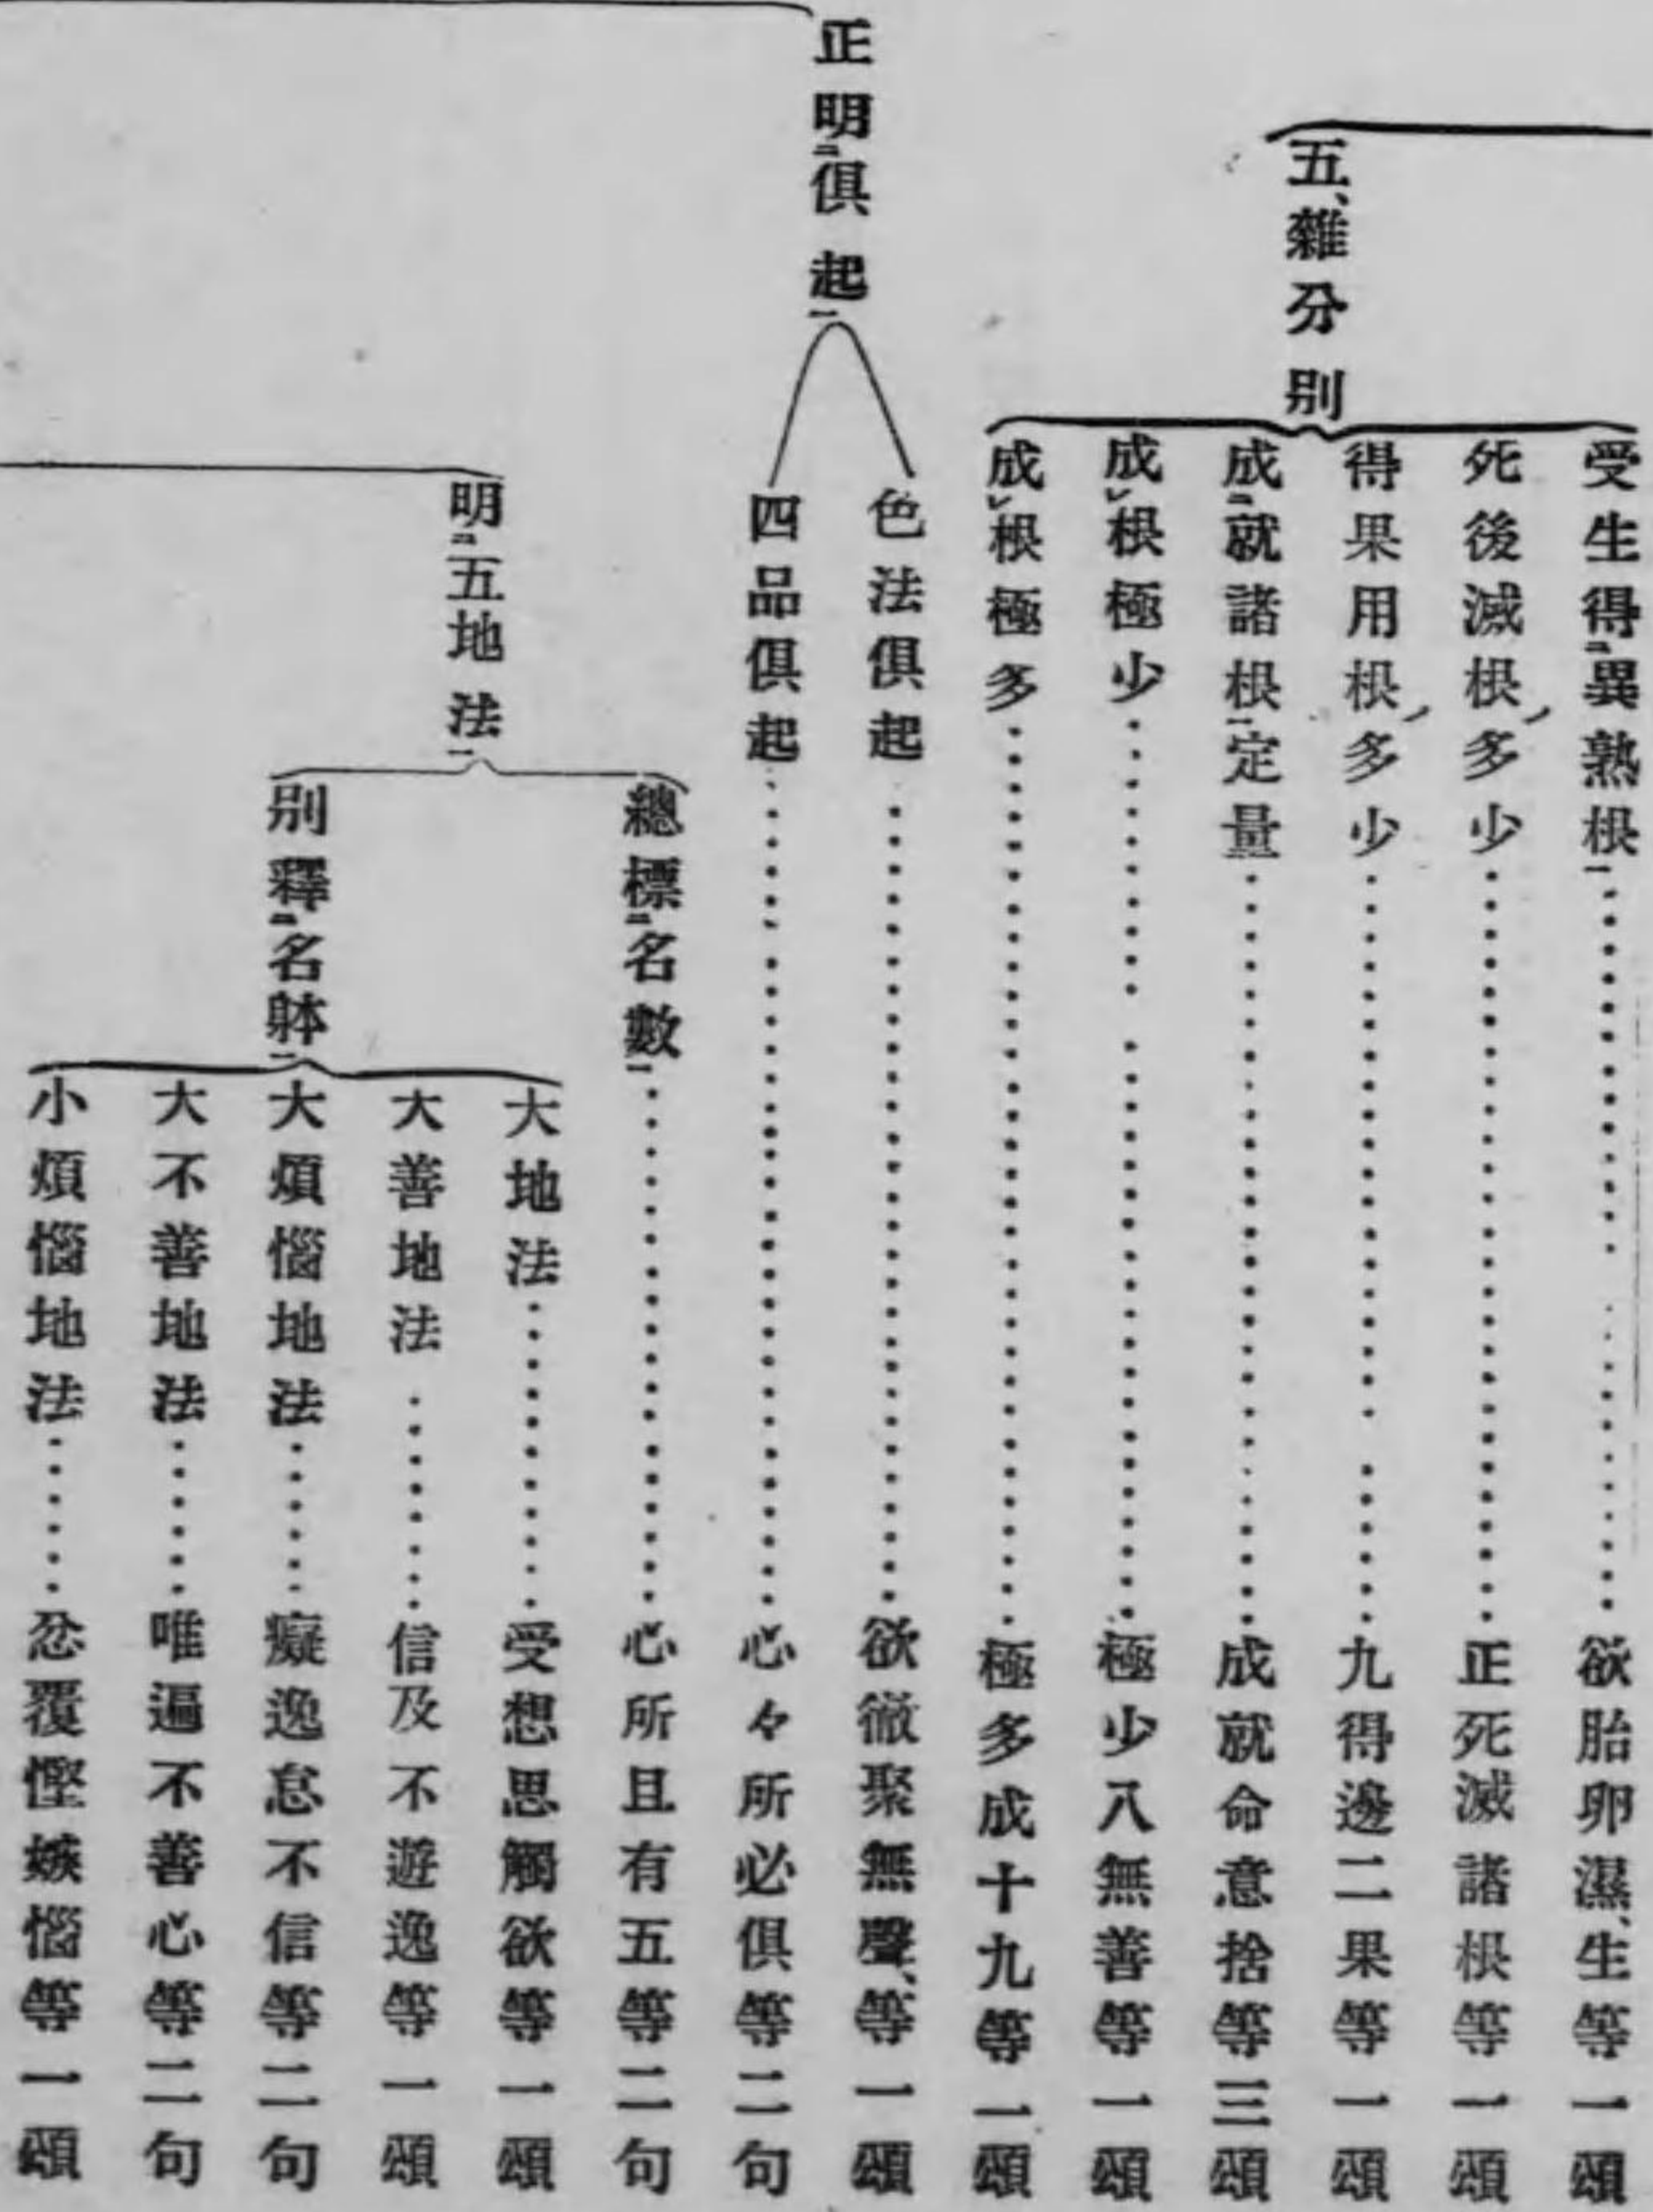 五、雜分別
受生得異熟根………欲胎卵濕、生等一頌
死後滅根多少………正死滅諸根等一頌
得果用根多少………九得邊二果等一頌
成就諸根定量………成就命意捨等三頌
成根極少………極少八無善等一頌
成根極多………極多成十九等一頌
正明俱起
色法俱起………欲微聚無聲、等一頌
四品俱起………心々所必俱等二句
明五地法
總標名數………心所且有五等二句
別釋名躰
大地法………受想思觸欲等一頌
大善地法………信及不遊逸等一頌
大煩惱地法………癡逸怠不信等二句
大不善地法………唯遍不善心等二句
小煩惱地法………忿覆慳嫉惱等一頌